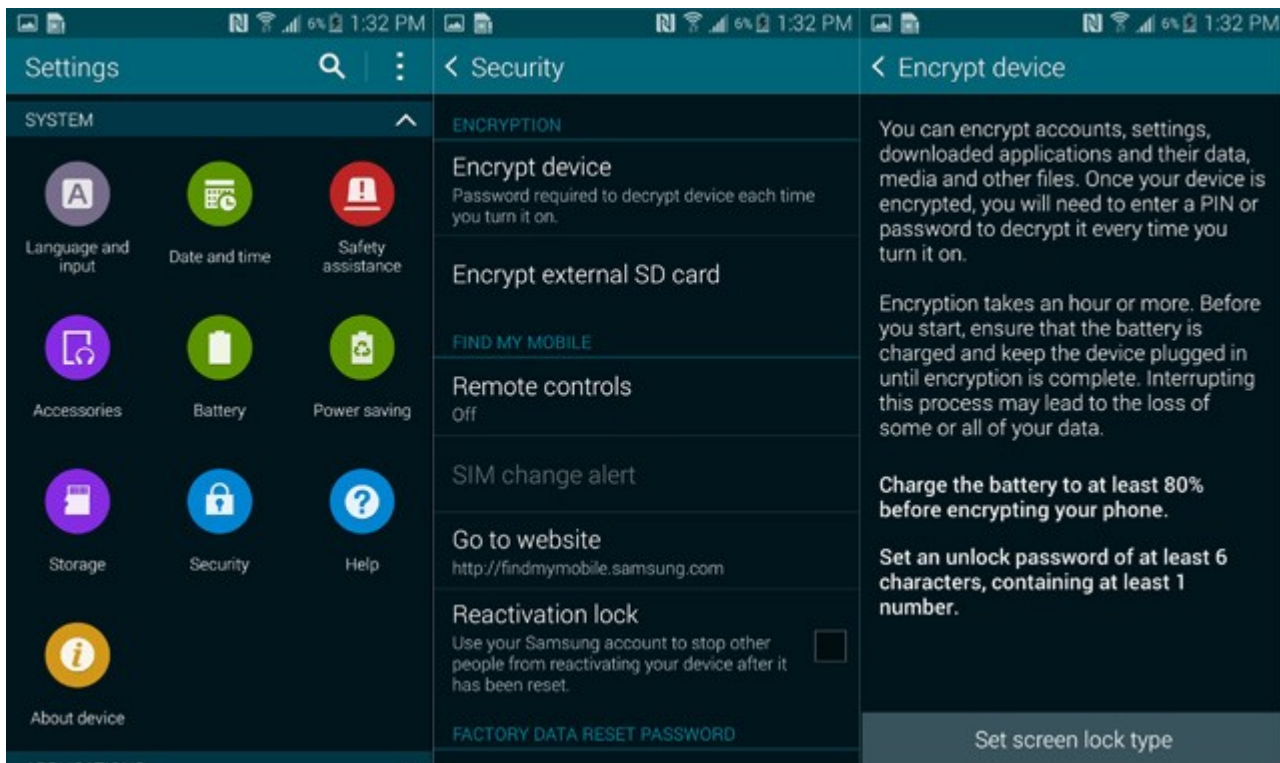 6% 1:32 PM
Settings
SYSTEM
A
Language and
input
Date and time
Safety
assistance
Accessories
Battery
Power saving
Storage
Security
?
Help
i
About device
6% 1:32 PM
< Security
ENCRYPTION
Encrypt device
Password required to decrypt device each time
you turn it on.
Encrypt external SD card
FIND MY MOBILE
Remote controls
Off
SIM change alert
Go to website
http://findmymobile.samsung.com
Reactivation lock
Use your Samsung account to stop other
people from reactivating your device after it
has been reset.
FACTORY DATA RESET PASSWORD
6% 1:32 PM
< Encrypt device
You can encrypt accounts, settings,
downloaded applications and their data,
media and other files. Once your device is
encrypted, you will need to enter a PIN or
password to decrypt it every time you
turn it on.
Encryption takes an hour or more. Before
you start, ensure that the battery is
charged and keep the device plugged in
until encryption is complete. Interrupting
this process may lead to the loss of
some or all of your data.
Charge the battery to at least 80%
before encrypting your phone.
Set an unlock password of at least 6
characters, containing at least 1
number.
Set screen lock type